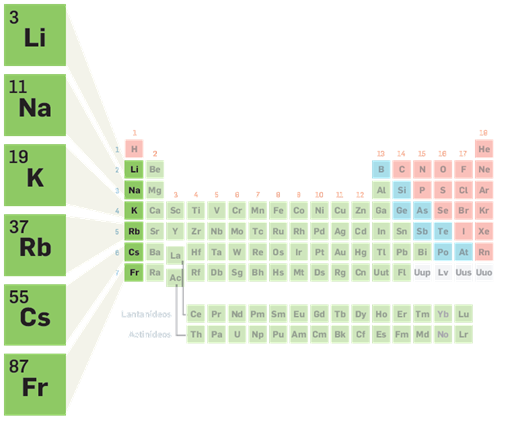 3
Li
11
Na
19
K
37
Rb
55
Cs
87
Fr
1 18
1 H 2 13 14 15 16 17 He
2 Li Be B C N O F Ne
3 Na Mg 3 4 5 6 7 8 9 10 11 12 Al Si P S Cl Ar
4 K Ca Sc Ti V Cr Mn Fe Co Ni Cu Zn Ga Ge As Se Br Kr
5 Rb Sr Y Zr Nb Mo Tc Ru Rh Pd Ag Cd In Sn Sb Te I Xe
6 Cs Ba La Hf Ta W Re Os Ir Pt Au Hg Tl Pb Bi Po At Rn
7 Fr Ra Ac Rf Db Sg Bh Hs Mt Ds Rg Cn Uut Fl Uup Lv Uus Uuo
Lantanídeos Ce Pr Nd Pm Sm Eu Gd Tb Dy Ho Er Tm Yb Lu
Actinídeos Th Pa U Np Pu Am Cm Bk Cf Es Fm Md No Lr